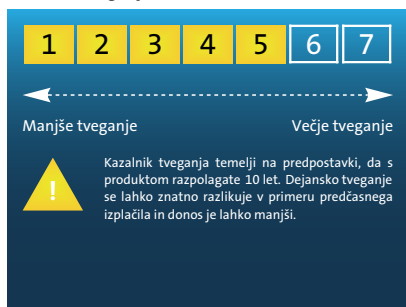 1 2 3 4 5 6 7
Manjše tveganje Večje tveganje
! Kazalnik tveganja temelji na predpostavki, da s
produktom razpolagate 10 let. Dejansko tveganje
se lahko znatno razlikuje v primeru predčasnega
izplačila in donos je lahko manjši.